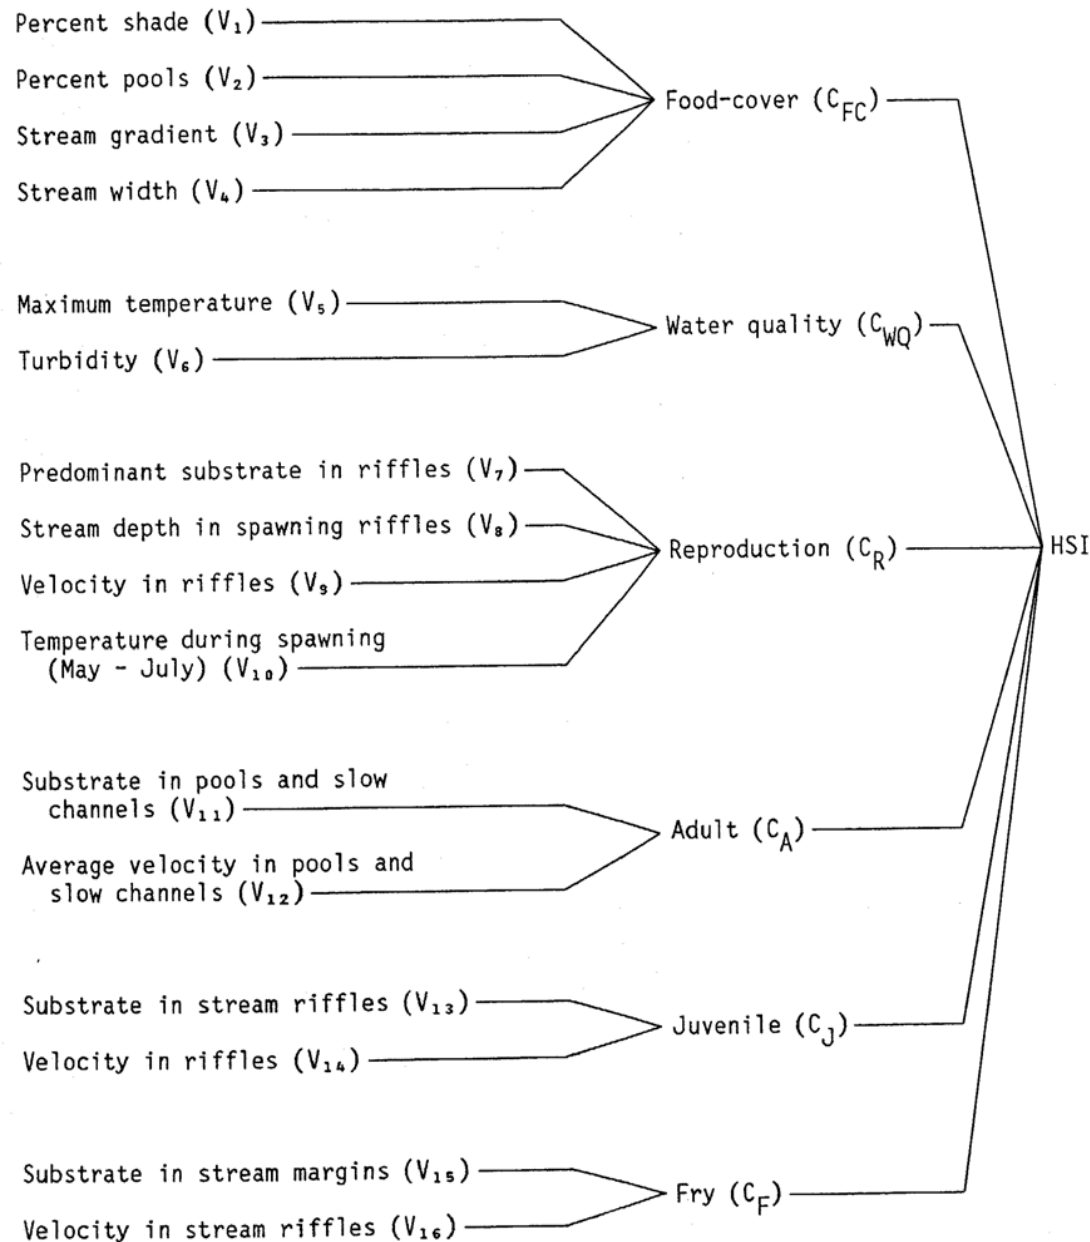 Percent shade (V₁)
Percent pools (V₂)
Food-cover (C_FC)
Stream gradient (V₃)
Stream width (V₄)
Maximum temperature (V₅)
Water quality (C_WQ)
Turbidity (V₆)
Predominant substrate in riffles (V₇)
Stream depth in spawning riffles (V₈)
Reproduction (C_R)
HSI
Velocity in riffles (V₉)
Temperature during spawning
(May - July) (V₁₀)
Substrate in pools and slow
channels (V₁₁)
Adult (C_A)
Average velocity in pools and
slow channels (V₁₂)
Substrate in stream riffles (V₁₃)
Juvenile (C_J)
Velocity in riffles (V₁₄)
Substrate in stream margins (V₁₅)
Fry (C_F)
Velocity in stream riffles (V₁₆)